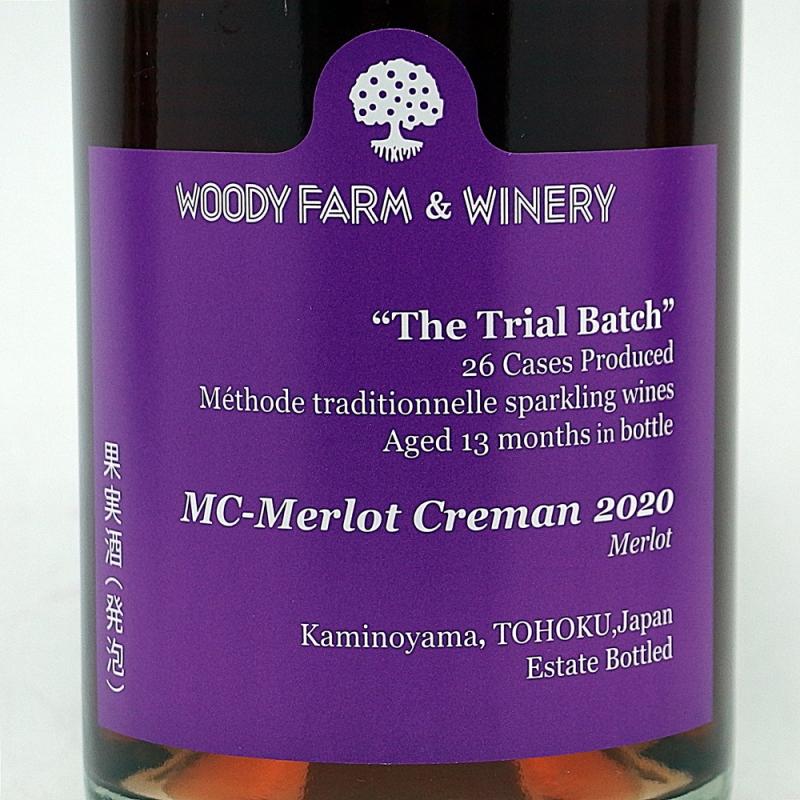 WOODY FARM & WINERY
“The Trial Batch”
26 Cases Produced
Méthode traditionnelle sparkling wines
Aged 13 months in bottle
MC-Merlot Creman 2020
Merlot
Kaminoyama, TOHOKU,Japan
Estate Bottled
果実酒(発泡)